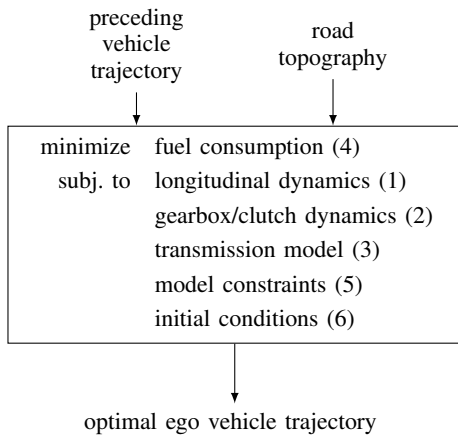 preceding
vehicle
trajectory
road
topography
minimize fuel consumption (4)
subj. to longitudinal dynamics (1)
gearbox/clutch dynamics (2)
transmission model (3)
model constraints (5)
initial conditions (6)
optimal ego vehicle trajectory